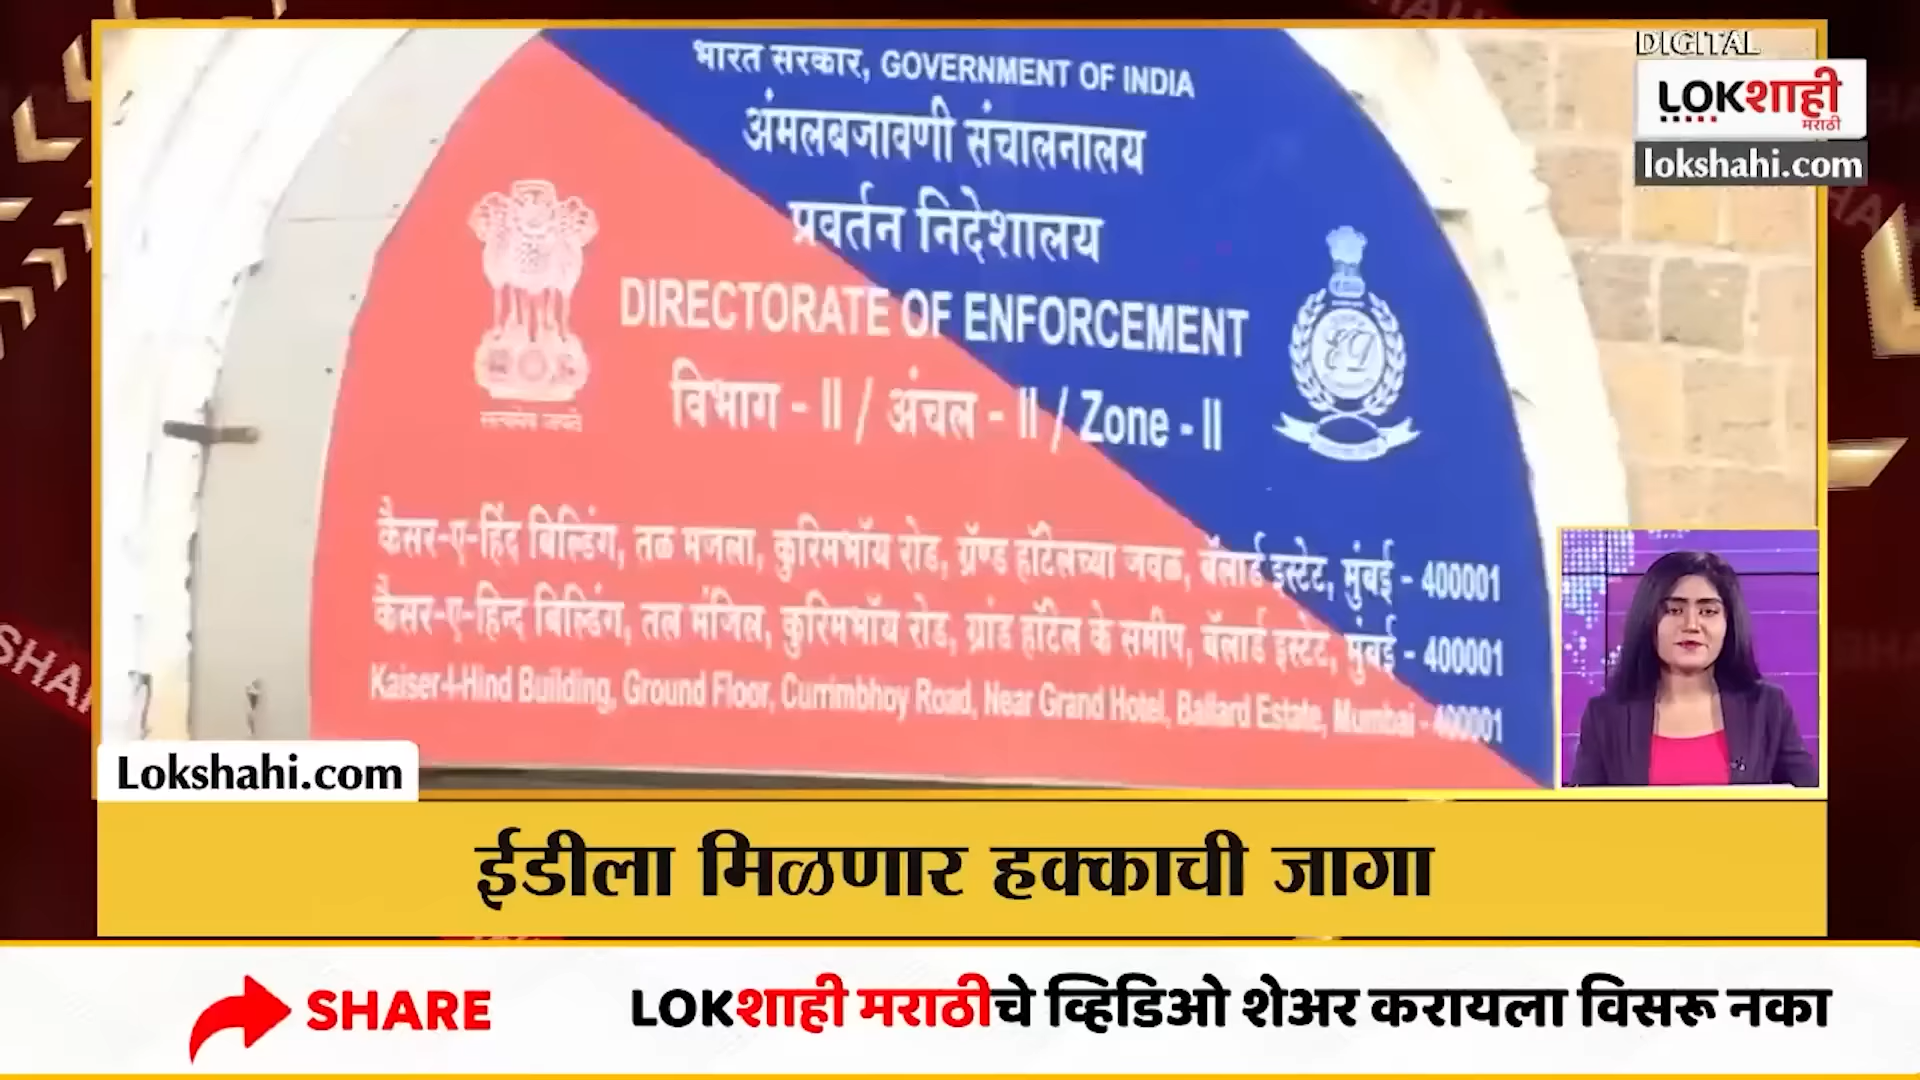 भारत सरकार, GOVERNMENT OF INDIA
अंमलबजावणी संचालनालय
प्रवर्तन निदेशालय
DIRECTORATE OF ENFORCEMENT
विभाग - II / अंचल - II / Zone - II
सत्यमेव जयते
कैसर-ए-हिंद बिल्डिंग, तळ मजला, कुरिमभॉय रोड, ग्रॅण्ड हॉटेलच्या जवळ, बॅलार्ड इस्टेट, मुंबई - 400001
कैसर-ए-हिन्द बिल्डिंग, तल मंजिल, कुरिमभॉय रोड, ग्रांड हॉटेल के समीप, बॅलार्ड इस्टेट, मुंबई - 400001
Kaiser-I-Hind Building, Ground Floor, Currimbhoy Road, Near Grand Hotel, Ballard Estate, Mumbai - 400001
DIGITAL
LOKशाही
मराठी
lokshahi.com
Lokshahi.com
ईडीला मिळणार हक्काची जागा
SHARE
LOKशाही मराठीचे व्हिडिओ शेअर करायला विसरू नका